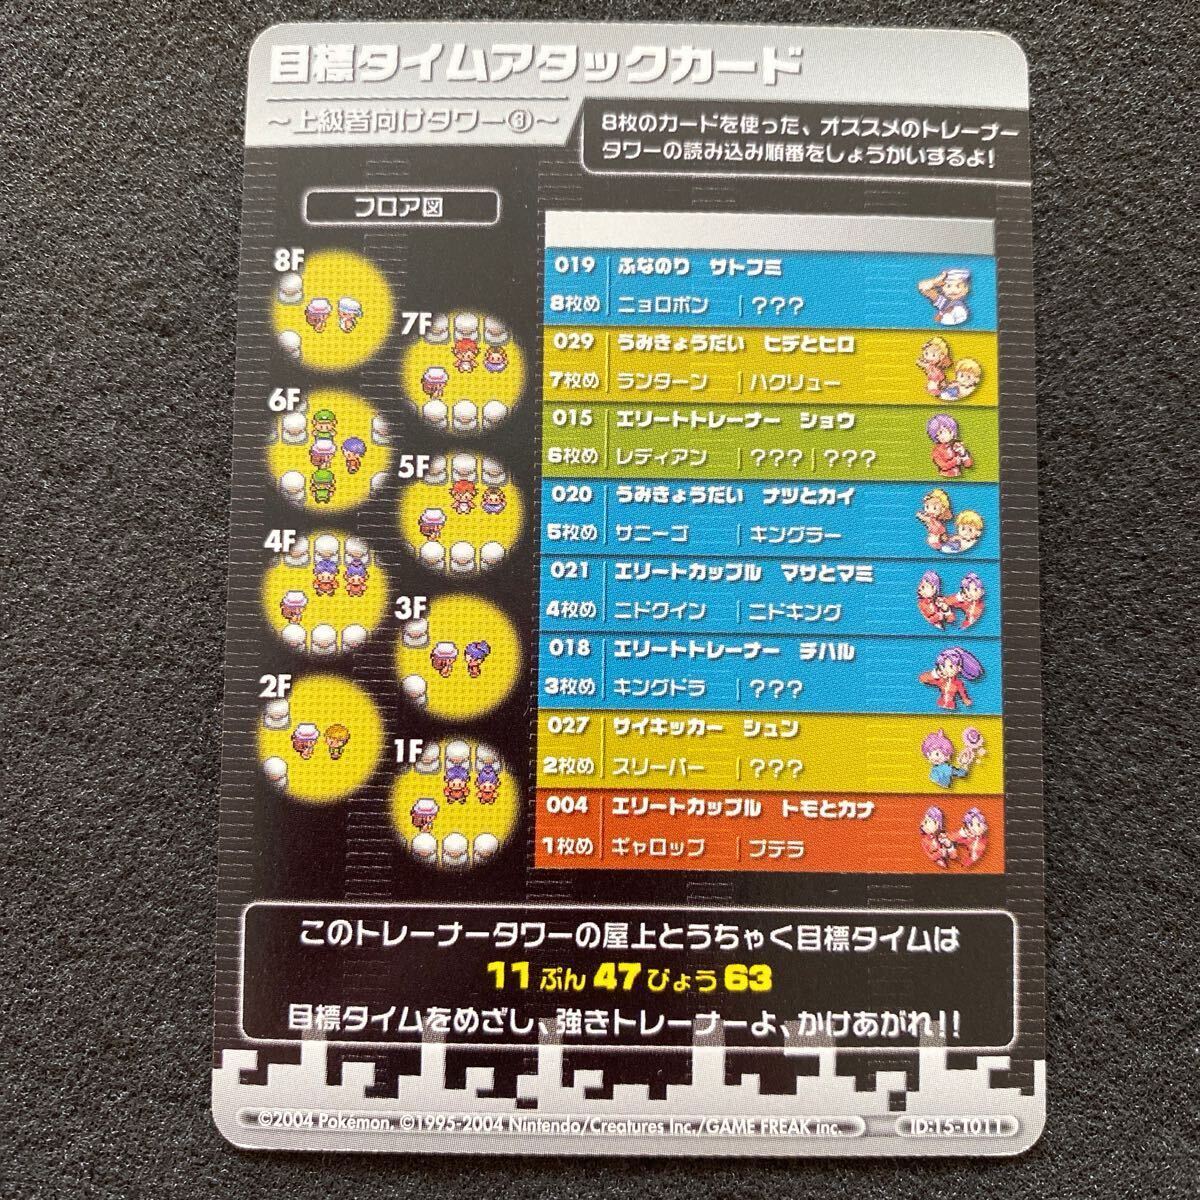 目標タイムアタックカード
～上級者向けタワー③～
8枚のカードを使った、オススメのトレーナー
タワーの読み込み順番をしょうかいするよ!
フロア図
8F
7F
6F
5F
4F
3F
2F
1F
019 ふなのり サトフミ
8枚め ニョロボン ???
029 うみきょうだい ヒデとヒロ
7枚め ランターン ハクリュー
015 エリートトレーナー ショウ
6枚め レディアン ??? ???
020 うみきょうだい ナツとカイ
5枚め サニーゴ キングラー
021 エリートカップル マサとマミ
4枚め ニドクイン ニドキング
018 エリートトレーナー チハル
3枚め キングドラ ???
027 サイキッカー シュン
2枚め スリーパー ???
004 エリートカップル トモとカナ
1枚め ギャロップ プテラ
このトレーナータワーの屋上とうちゃく目標タイムは
11ぷん47びょう63
目標タイムをめざし、強きトレーナーよ、かけあがれ!!
©2004 Pokémon. ©1995-2004 Nintendo/Creatures Inc./GAME FREAK inc.
ID:15-T011